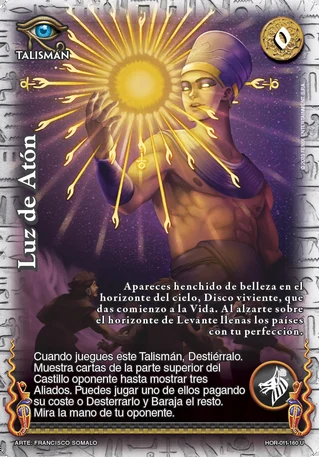 TALISMÁN
0
Luz de Atón
Apareces henchido de belleza en el
horizonte del cielo, Disco viviente, que
das comienzo a la Vida. Al alzarte sobre
el horizonte de Levante llenas los países
con tu perfección.
Cuando juegues este Talismán, Destiérralo.
Muestra cartas de la parte superior del
Castillo oponente hasta mostrar tres
Aliados. Puedes jugar uno de ellos pagando
su coste o Desterrarlo y Baraja el resto.
Mira la mano de tu oponente.
ARTE: FRANCISCO SOMALO
HOR-011-160 U